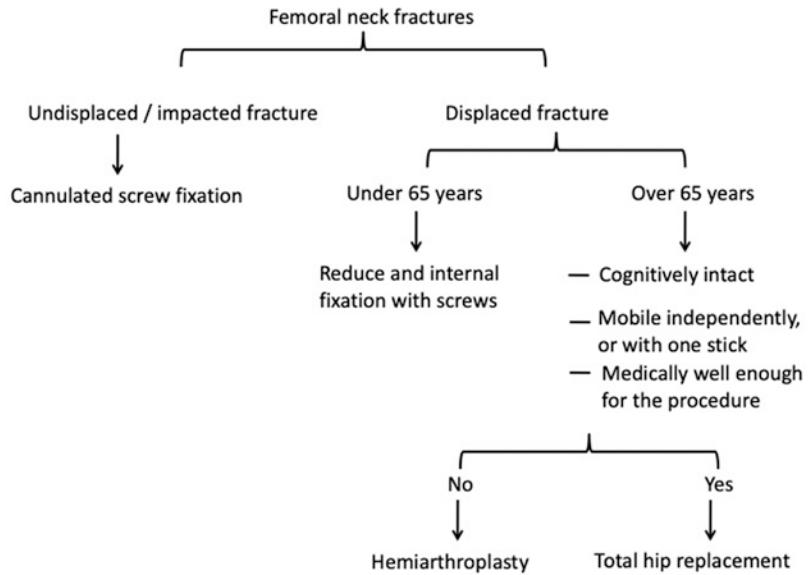 Femoral neck fractures
Undisplaced / impacted fracture
Displaced fracture
Cannulated screw fixation
Under 65 years
Over 65 years
Reduce and internal
fixation with screws
— Cognitively intact
— Mobile independently,
or with one stick
— Medically well enough
for the procedure
No
Yes
Hemiarthroplasty
Total hip replacement